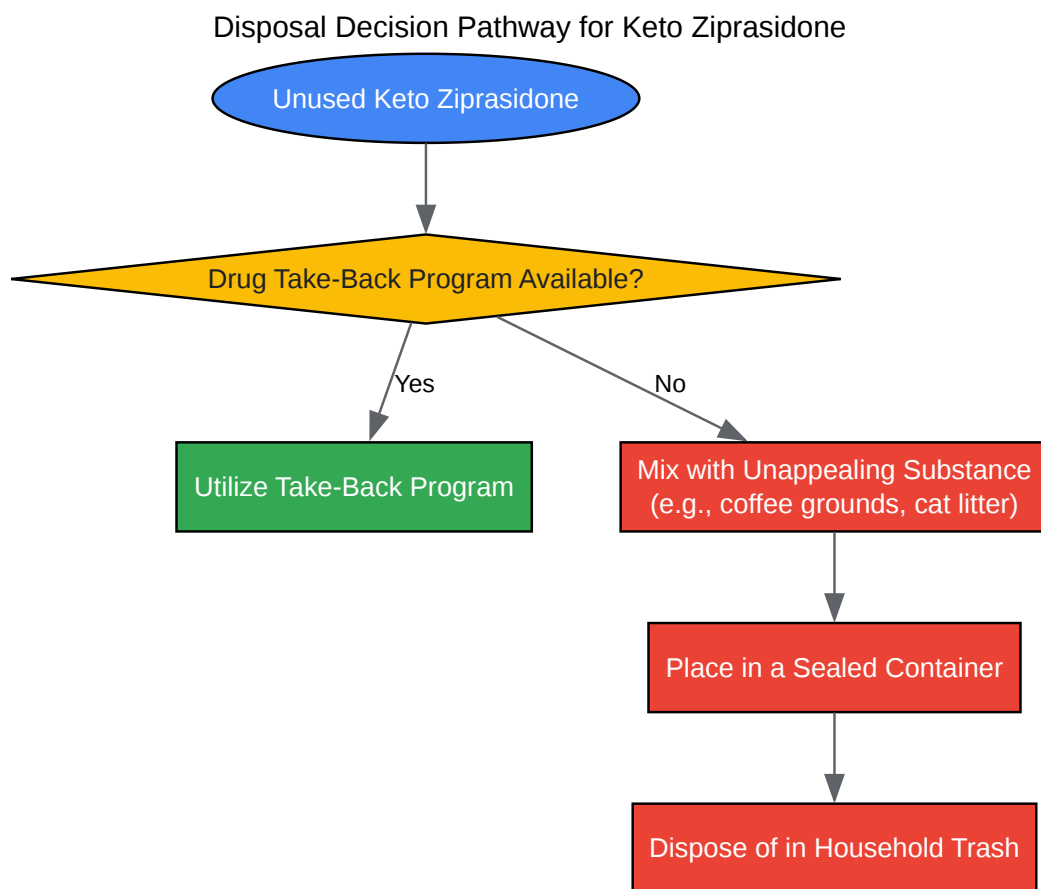 Disposal Decision Pathway for Keto Ziprasidone
Unused Keto Ziprasidone
Drug Take-Back Program Available?
Yes
No
Utilize Take-Back Program
Mix with Unappealing Substance
(e.g., coffee grounds, cat litter)
Place in a Sealed Container
Dispose of in Household Trash